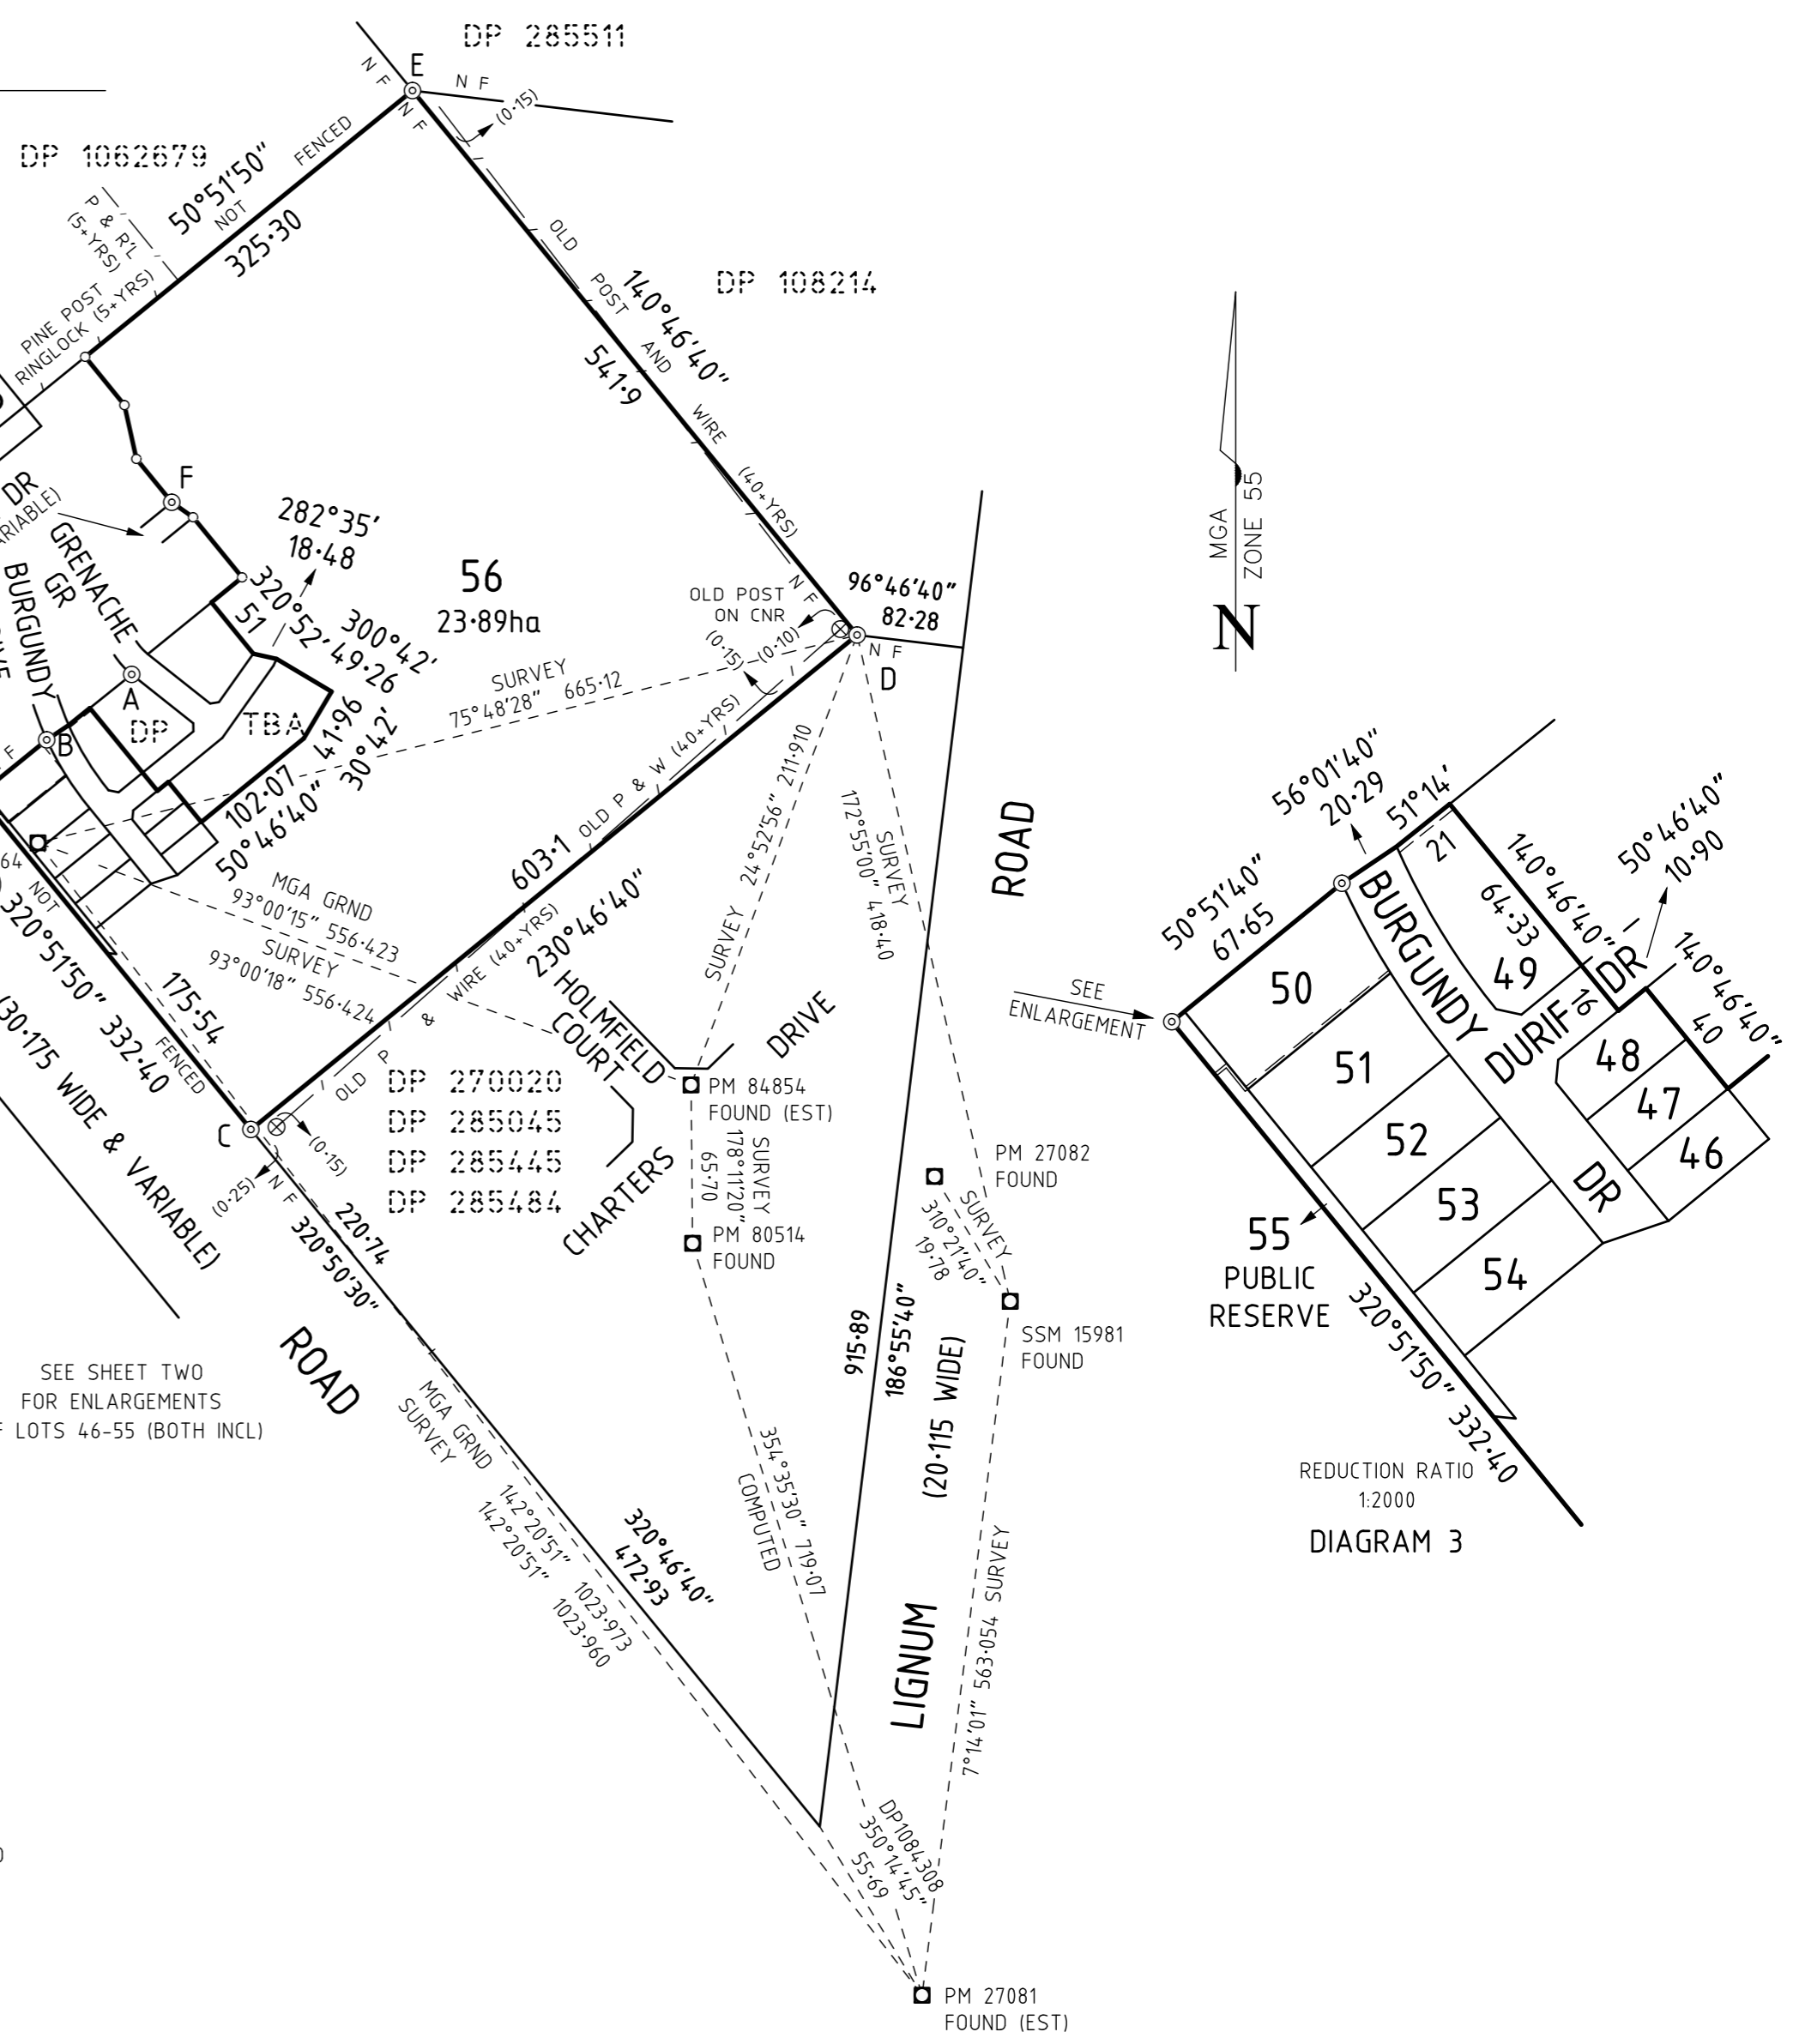 DP 285511
E
N F
N F
N F
(0·15)
DP 1062679
50°51'50"
NOT FENCED
325·30
P & R'L
(5+YRS)
PINE POST
RINGLOCK (5+YRS)
OLD POST AND WIRE (40+YRS)
140°46'40"
541·9
DP 108214
MGA
ZONE 55
N
F
DR
GRENACHE
GR
BURGUNDY
282°35'
18·48
56
23·89ha
51
320°52'
49·26
300°42'
41·96
30°42'
102·07
50°46'40"
OLD POST
ON CNR
(0·10)
(0·15)
N F
96°46'40"
82·28
N F
D
SURVEY
75°48'28" 665·12
A
B
DP TBA
F
64
NOT FENCED
320°51'50" 332·40
175·54
(30·175 WIDE & VARIABLE)
MGA GRND
93°00'15" 556·423
SURVEY
93°00'18" 556·424
603·1
230°46'40"
OLD P & W (40+YRS)
OLD P & WIRE (40+YRS)
SURVEY 24°52'56" 211·910
SURVEY
172°55'00" 418·40
ROAD
HOLMFIELD
COURT
DRIVE
CHARTERS
DP 270020
DP 285045
DP 285445
DP 285484
PM 84854
FOUND (EST)
SURVEY
178°11'20"
65·70
PM 80514
FOUND
PM 27082
FOUND
SURVEY
310°21'40"
19·78
SSM 15981
FOUND
C
(0·15)
(0·25)
N F
220·74
320°50'30"
ROAD
SEE SHEET TWO
FOR ENLARGEMENTS
F LOTS 46-55 (BOTH INCL)
MGA GRND 142°20'51" 1023·973
SURVEY 142°20'51" 1023·960
320°46'40"
472·93
354°35'30" 719·07
COMPUTED
915·89
186°55'40"
(20·115 WIDE)
LIGNUM
7°14'01" 563·054 SURVEY
DP1084308
350°14'45"
55·69
PM 27081
FOUND (EST)
SEE
ENLARGEMENT
56°01'40"
20·29
51°14'
21
50°51'40"
67·65
140°46'40"
64·33
50°46'40"
10·90
140°46'40"
40
16
BURGUNDY
DR
DURIF
DR
50
49
51
48
52
47
53
46
54
55
PUBLIC
RESERVE
320°51'50" 332·40
REDUCTION RATIO
1:2000
DIAGRAM 3